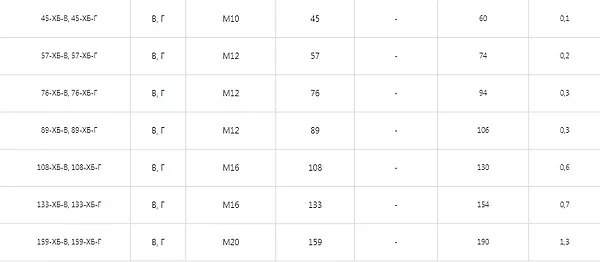 45-ХБ-В, 45-ХБ-Г В, Г М10 45 - 60 0,1
57-ХБ-В, 57-ХБ-Г В, Г М12 57 - 74 0,2
76-ХБ-В, 76-ХБ-Г В, Г М12 76 - 94 0,3
89-ХБ-В, 89-ХБ-Г В, Г М12 89 - 106 0,3
108-ХБ-В, 108-ХБ-Г В, Г М16 108 - 130 0,6
133-ХБ-В, 133-ХБ-Г В, Г М16 133 - 154 0,7
159-ХБ-В, 159-ХБ-Г В, Г М20 159 - 190 1,3